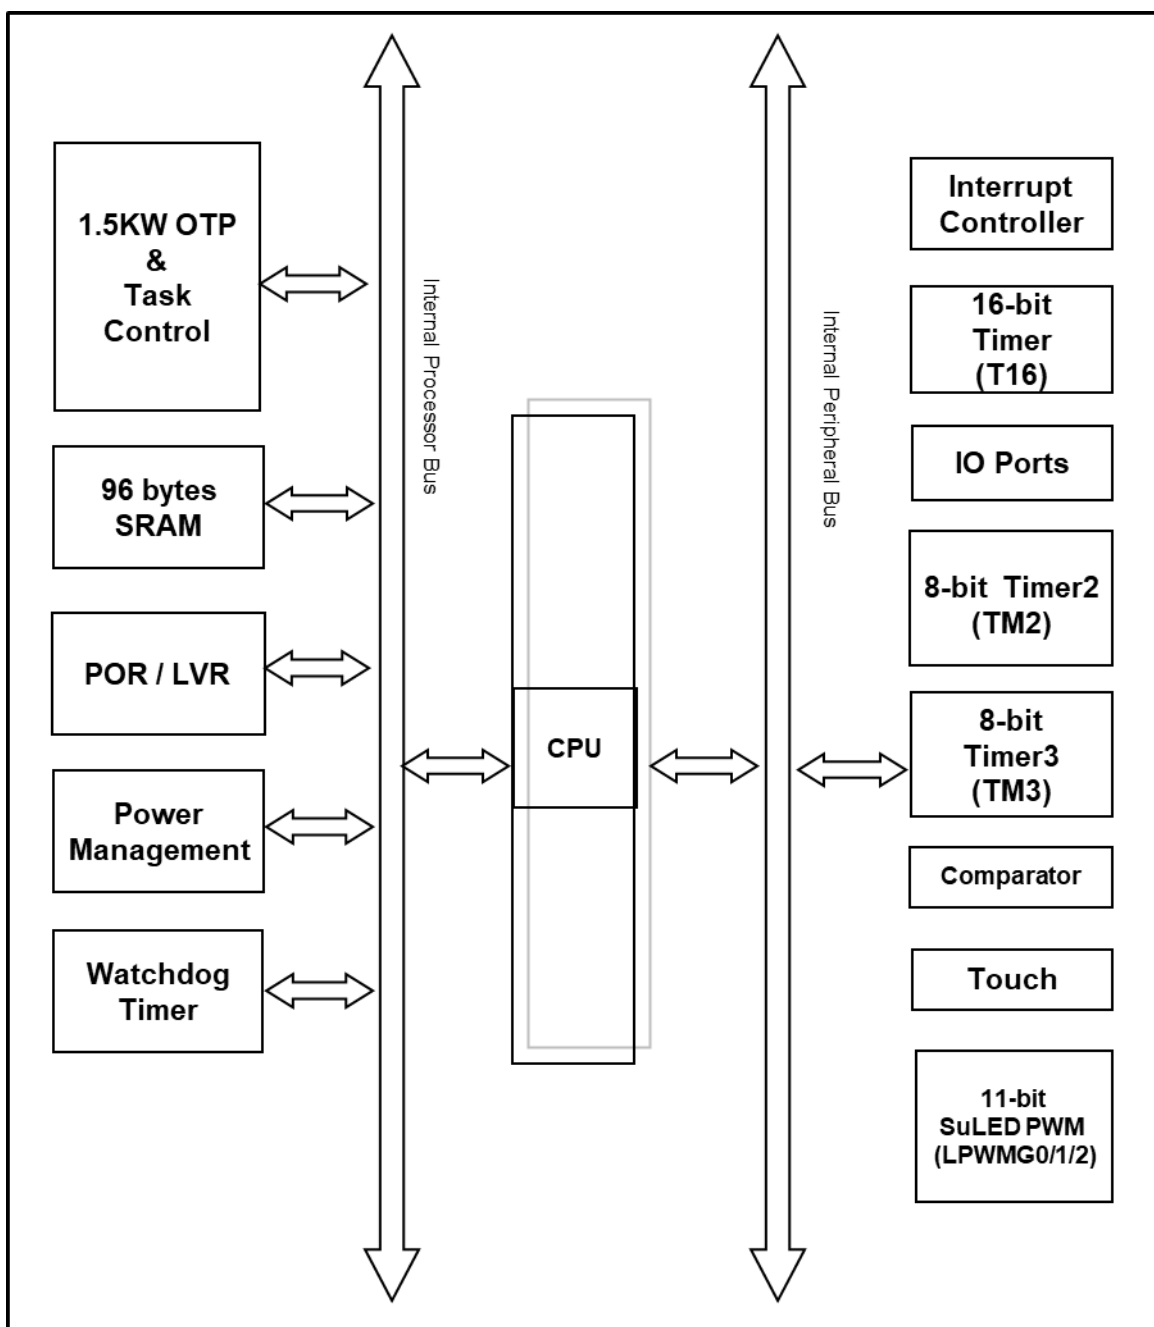 1.5KW OTP
&
Task
Control
96 bytes
SRAM
POR / LVR
Power
Management
Watchdog
Timer
Internal Processor Bus
CPU
Internal Peripheral Bus
Interrupt
Controller
16-bit
Timer
(T16)
IO Ports
8-bit Timer2
(TM2)
8-bit
Timer3
(TM3)
Comparator
Touch
11-bit
SuLED PWM
(LPWMG0/1/2)